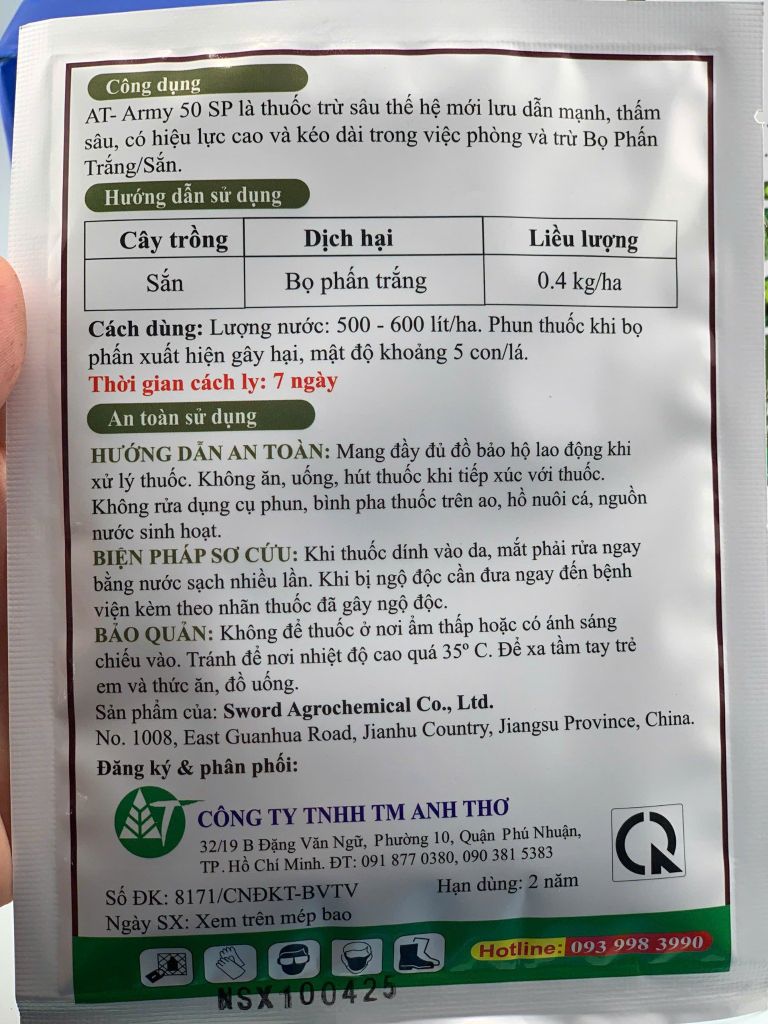 Công dụng
AT- Army 50 SP là thuốc trừ sâu thế hệ mới lưu dẫn mạnh, thấm
sâu, có hiệu lực cao và kéo dài trong việc phòng và trừ Bọ Phấn
Trắng/Sắn.
Hướng dẫn sử dụng
Cây trồng Dịch hại Liều lượng
Sắn Bọ phấn trắng 0.4 kg/ha
Cách dùng: Lượng nước: 500 - 600 lít/ha. Phun thuốc khi bọ
phấn xuất hiện gây hại, mật độ khoảng 5 con/lá.
Thời gian cách ly: 7 ngày
An toàn sử dụng
HƯỚNG DẪN AN TOÀN: Mang đầy đủ đồ bảo hộ lao động khi
xử lý thuốc. Không ăn, uống, hút thuốc khi tiếp xúc với thuốc.
Không rửa dụng cụ phun, bình pha thuốc trên ao, hồ nuôi cá, nguồn
nước sinh hoạt.
BIỆN PHÁP SƠ CỨU: Khi thuốc dính vào da, mắt phải rửa ngay
bằng nước sạch nhiều lần. Khi bị ngộ độc cần đưa ngay đến bệnh
viện kèm theo nhãn thuốc đã gây ngộ độc.
BẢO QUẢN: Không để thuốc ở nơi ẩm thấp hoặc có ánh sáng
chiếu vào. Tránh để nơi nhiệt độ cao quá 35º C. Để xa tầm tay trẻ
em và thức ăn, đồ uống.
Sản phẩm của: Sword Agrochemical Co., Ltd.
No. 1008, East Guanhua Road, Jianhu Country, Jiangsu Province, China.
Đăng ký & phân phối:
CÔNG TY TNHH TM ANH THƠ
32/19 B Đặng Văn Ngữ, Phường 10, Quận Phú Nhuận,
TP. Hồ Chí Minh. ĐT: 091 877 0380, 090 381 5383
Số ĐK: 8171/CNĐKT-BVTV Hạn dùng: 2 năm
Ngày SX: Xem trên mép bao
Hotline: 093 998 3990
NSX100425